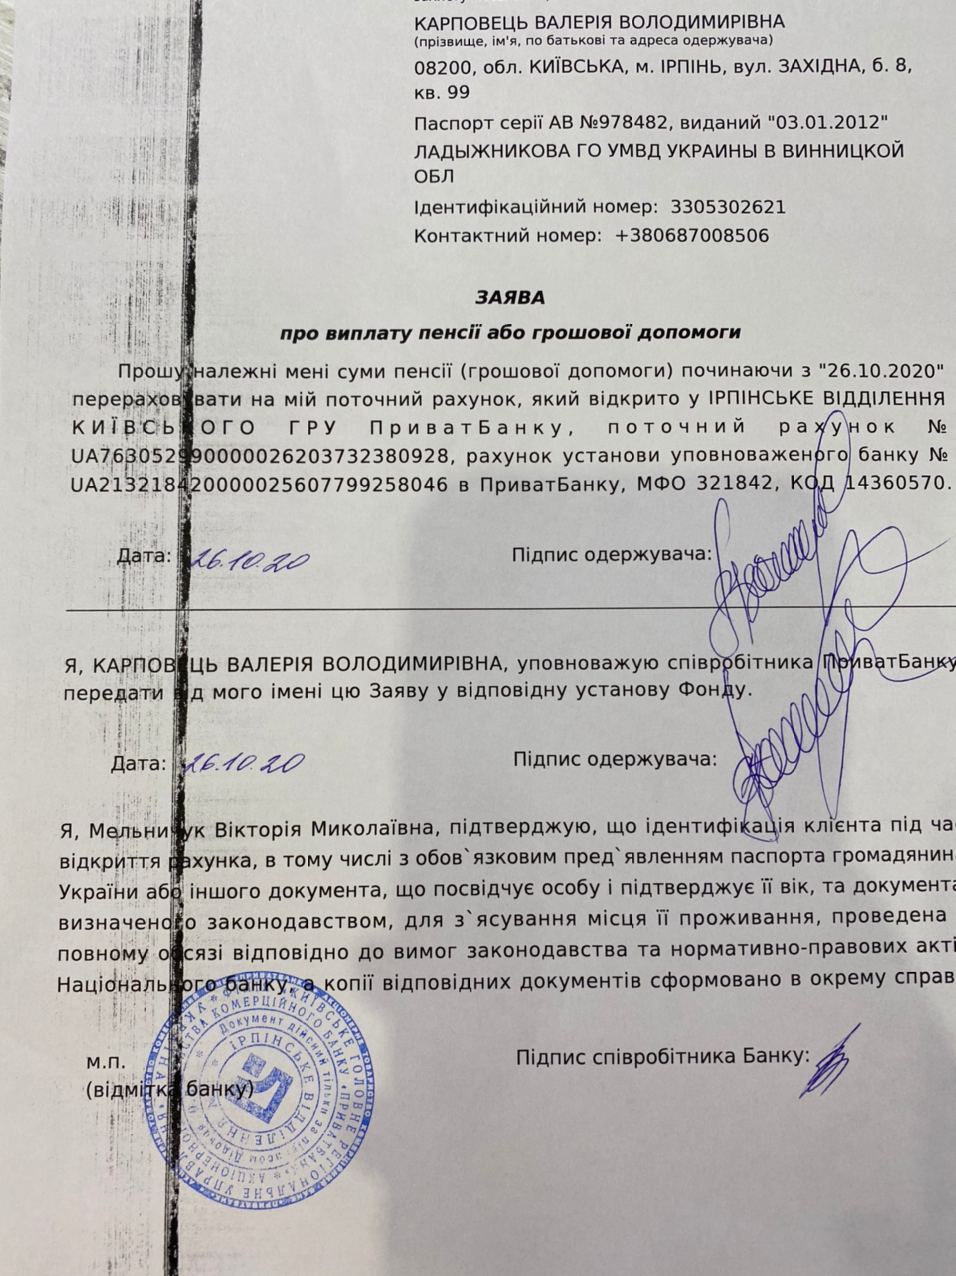 КАРПОВЕЦЬ ВАЛЕРІЯ ВОЛОДИМИРІВНА
(прізвище, ім'я, по батькові та адреса одержувача)
08200, обл. КИЇВСЬКА, м. ІРПІНЬ, вул. ЗАХІДНА, б. 8,
кв. 99
Паспорт серії АВ №978482, виданий "03.01.2012"
ЛАДЫЖНИКОВА ГО УМВД УКРАИНЫ В ВИННИЦКОЙ
ОБЛ
Ідентифікаційний номер: 3305302621
Контактний номер: +380687008506
ЗАЯВА
про виплату пенсії або грошової допомоги
Прошу належні мені суми пенсії (грошової допомоги) починаючи з "26.10.2020"
перераховувати на мій поточний рахунок, який відкрито у ІРПІНСЬКЕ ВІДДІЛЕННЯ
КИЇВСЬКОГО ГРУ ПриватБанку, поточний рахунок №
UA763052990000026203732380928, рахунок установи уповноваженого банку №
UA213218420000025607799258046 в ПриватБанку, МФО 321842, КОД 14360570.
Дата: 26.10.20 Підпис одержувача:
Я, КАРПОВЕЦЬ ВАЛЕРІЯ ВОЛОДИМИРІВНА, уповноважую співробітника ПриватБанку
передати від мого імені цю Заяву у відповідну установу Фонду.
Дата: 26.10.20 Підпис одержувача:
Я, Мельничук Вікторія Миколаївна, підтверджую, що ідентифікація клієнта під ча
відкриття рахунка, в тому числі з обов`язковим пред`явленням паспорта громадянин
України або іншого документа, що посвідчує особу і підтверджує її вік, та документа
визначеного законодавством, для з`ясування місця її проживання, проведена
повному обсязі відповідно до вимог законодавства та нормативно-правових акті
Національного банку, а копії відповідних документів сформовано в окрему справ
м.п. Підпис співробітника Банку:
(відмітка банку)
КИЇВСЬКЕ ГОЛОВНЕ РЕГІОНАЛЬНЕ УПРАВЛ
КОМЕРЦІЙНОГО БАНКУ «ПРИВАТБАНК»
Документ дійсний тільки за
ІРПІНСЬКЕ ВІДДІЛЕННЯ